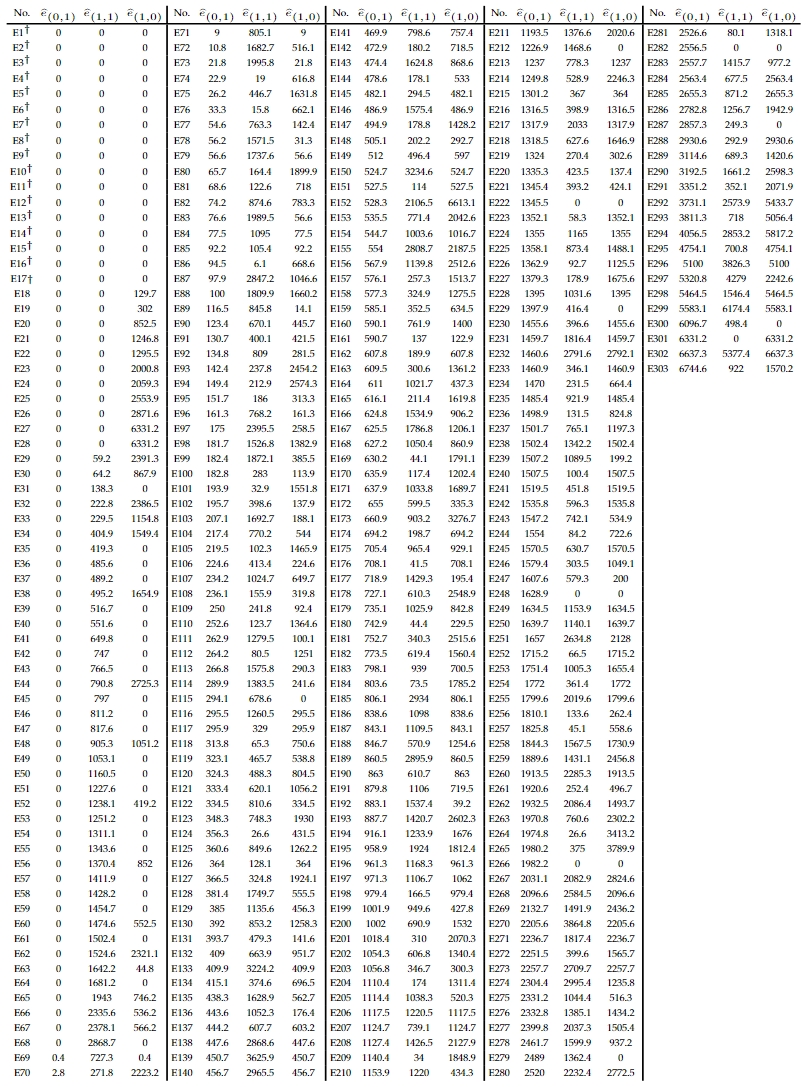 No. ê(0,1) ê(1,1) ê(1,0)
E1† 0 0 0
E2† 0 0 0
E3† 0 0 0
E4† 0 0 0
E5† 0 0 0
E6† 0 0 0
E7† 0 0 0
E8† 0 0 0
E9† 0 0 0
E10† 0 0 0
E11† 0 0 0
E12† 0 0 0
E13† 0 0 0
E14† 0 0 0
E15† 0 0 0
E16† 0 0 0
E17† 0 0 0
E18 0 0 129.7
E19 0 0 302
E20 0 0 852.5
E21 0 0 1246.8
E22 0 0 1295.5
E23 0 0 2000.8
E24 0 0 2059.3
E25 0 0 2553.9
E26 0 0 2871.6
E27 0 0 6331.2
E28 0 0 6331.2
E29 0 59.2 2391.3
E30 0 64.2 867.9
E31 0 138.3 0
E32 0 222.8 2386.5
E33 0 229.5 1154.8
E34 0 404.9 1549.4
E35 0 419.3 0
E36 0 485.6 0
E37 0 489.2 0
E38 0 495.2 1654.9
E39 0 516.7 0
E40 0 551.6 0
E41 0 649.8 0
E42 0 747 0
E43 0 766.5 0
E44 0 790.8 2725.3
E45 0 797 0
E46 0 811.2 0
E47 0 817.6 0
E48 0 905.3 1051.2
E49 0 1053.1 0
E50 0 1160.5 0
E51 0 1227.6 0
E52 0 1238.1 419.2
E53 0 1251.2 0
E54 0 1311.1 0
E55 0 1343.6 0
E56 0 1370.4 852
E57 0 1411.9 0
E58 0 1428.2 0
E59 0 1454.7 0
E60 0 1474.6 552.5
E61 0 1502.4 0
E62 0 1524.6 2321.1
E63 0 1642.2 44.8
E64 0 1681.2 0
E65 0 1943 746.2
E66 0 2335.6 536.2
E67 0 2378.1 566.2
E68 0 2868.7 0
E69 0.4 727.3 0.4
E70 2.8 271.8 2223.2
No. ê(0,1) ê(1,1) ê(1,0)
E71 9 805.1 9
E72 10.8 1682.7 516.1
E73 21.8 1995.8 21.8
E74 22.9 19 616.8
E75 26.2 446.7 1631.8
E76 33.3 15.8 662.1
E77 54.6 763.3 142.4
E78 56.2 1571.5 31.3
E79 56.6 1737.6 56.6
E80 65.7 164.4 1899.9
E81 68.6 122.6 718
E82 74.2 874.6 783.3
E83 76.6 1989.5 56.6
E84 77.5 1095 77.5
E85 92.2 105.4 92.2
E86 94.5 6.1 668.6
E87 97.9 2847.2 1046.6
E88 100 1809.9 1660.2
E89 116.5 845.8 14.1
E90 123.4 670.1 445.7
E91 130.7 400.1 421.5
E92 134.8 809 281.5
E93 142.4 237.8 2454.2
E94 149.4 212.9 2574.3
E95 151.7 186 313.3
E96 161.3 768.2 161.3
E97 175 2395.5 258.5
E98 181.7 1526.8 1382.9
E99 182.4 1872.1 385.5
E100 182.8 283 113.9
E101 193.9 32.9 1551.8
E102 195.7 398.6 137.9
E103 207.1 1692.7 188.1
E104 217.4 770.2 544
E105 219.5 102.3 1465.9
E106 224.6 413.4 224.6
E107 234.2 1024.7 649.7
E108 236.1 155.9 319.8
E109 250 241.8 92.4
E110 252.6 123.7 1364.6
E111 262.9 1279.5 100.1
E112 264.2 80.5 1251
E113 266.8 1575.8 290.3
E114 289.9 1383.5 241.6
E115 294.1 678.6 0
E116 295.5 1260.5 295.5
E117 295.9 329 295.9
E118 313.8 65.3 750.6
E119 323.1 465.7 538.8
E120 324.3 488.3 804.5
E121 333.4 620.1 1056.2
E122 334.5 810.6 334.5
E123 348.3 748.3 1930
E124 356.3 26.6 431.5
E125 360.6 849.6 1262.2
E126 364 128.1 364
E127 366.5 324.8 1924.1
E128 381.4 1749.7 555.5
E129 385 1135.6 456.3
E130 392 853.2 1258.3
E131 393.7 479.3 141.6
E132 409 663.9 951.7
E133 409.9 3224.2 409.9
E134 415.1 374.6 696.5
E135 438.3 1628.9 562.7
E136 443.6 1052.3 176.4
E137 444.2 607.7 603.2
E138 447.6 2868.6 447.6
E139 450.7 3625.9 450.7
E140 456.7 2965.5 456.7
No. ê(0,1) ê(1,1) ê(1,0)
E141 469.9 798.6 757.4
E142 472.9 180.2 718.5
E143 474.4 1624.8 868.6
E144 478.6 178.1 533
E145 482.1 294.5 482.1
E146 486.9 1575.4 486.9
E147 494.9 178.8 1428.2
E148 505.1 202.2 292.7
E149 512 496.4 597
E150 524.7 3234.6 524.7
E151 527.5 114 527.5
E152 528.3 2106.5 6613.1
E153 535.5 771.4 2042.6
E154 544.7 1003.6 1016.7
E155 554 2808.7 2187.5
E156 567.9 1139.8 2512.6
E157 576.1 257.3 1513.7
E158 577.3 324.9 1275.5
E159 585.1 352.5 634.5
E160 590.1 761.9 1400
E161 590.7 137 122.9
E162 607.8 189.9 607.8
E163 609.5 300.6 1361.2
E164 611 1021.7 437.3
E165 616.1 211.4 1619.8
E166 624.8 1534.9 906.2
E167 625.5 1786.8 1206.1
E168 627.2 1050.4 860.9
E169 630.2 44.1 1791.1
E170 635.9 117.4 1202.4
E171 637.9 1033.8 1689.7
E172 655 599.5 335.3
E173 660.9 903.2 3276.7
E174 694.2 198.7 694.2
E175 705.4 965.4 929.1
E176 708.1 41.5 708.1
E177 718.9 1429.3 195.4
E178 727.1 610.3 2548.9
E179 735.1 1025.9 842.8
E180 742.9 44.4 229.5
E181 752.7 340.3 2515.6
E182 773.5 619.4 1560.4
E183 798.1 939 700.5
E184 803.6 73.5 1785.2
E185 806.1 2934 806.1
E186 838.6 1098 838.6
E187 843.1 1109.5 843.1
E188 846.7 570.9 1254.6
E189 860.5 2895.9 860.5
E190 863 610.7 863
E191 879.8 1106 719.5
E192 883.1 1537.4 39.2
E193 887.7 1420.7 2602.3
E194 916.1 1233.9 1676
E195 958.9 1924 1812.4
E196 961.3 1168.3 961.3
E197 971.3 1106.7 1062
E198 979.4 166.5 979.4
E199 1001.9 949.6 427.8
E200 1002 690.9 1532
E201 1018.4 310 2070.3
E202 1054.3 606.8 1340.4
E203 1056.8 346.7 300.3
E204 1110.4 174 1311.4
E205 1114.4 1038.3 520.3
E206 1117.5 1220.5 1117.5
E207 1124.7 739.1 1124.7
E208 1127.4 1426.5 2127.9
E209 1140.4 34 1848.9
E210 1153.9 1220 434.3
No. ê(0,1) ê(1,1) ê(1,0)
E211 1193.5 1376.6 2020.6
E212 1226.9 1468.6 0
E213 1237 778.3 1237
E214 1249.8 528.9 2246.3
E215 1301.2 367 364
E216 1316.5 398.9 1316.5
E217 1317.9 2033 1317.9
E218 1318.5 627.6 1646.9
E219 1324 270.4 302.6
E220 1335.3 423.5 137.4
E221 1345.4 393.2 424.1
E222 1345.5 0 0
E223 1352.1 58.3 1352.1
E224 1355 1165 1355
E225 1358.1 873.4 1488.1
E226 1362.9 92.7 1125.5
E227 1379.3 178.9 1675.6
E228 1395 1031.6 1395
E229 1397.9 416.4 0
E230 1455.6 396.6 1455.6
E231 1459.7 1816.4 1459.7
E232 1460.6 2791.6 2792.1
E233 1460.9 346.1 1460.9
E234 1470 231.5 664.4
E235 1485.4 921.9 1485.4
E236 1498.9 131.5 824.8
E237 1501.7 765.1 1197.3
E238 1502.4 1342.2 1502.4
E239 1507.2 1089.5 199.2
E240 1507.5 100.4 1507.5
E241 1519.5 451.8 1519.5
E242 1535.8 596.3 1535.8
E243 1547.2 742.1 534.9
E244 1554 84.2 722.6
E245 1570.5 630.7 1570.5
E246 1579.4 303.5 1049.1
E247 1607.6 579.3 200
E248 1628.9 0 0
E249 1634.5 1153.9 1634.5
E250 1639.7 1140.1 1639.7
E251 1657 2634.8 2128
E252 1715.2 66.5 1715.2
E253 1751.4 1005.3 1655.4
E254 1772 361.4 1772
E255 1799.6 2019.6 1799.6
E256 1810.1 133.6 262.4
E257 1825.8 45.1 558.6
E258 1844.3 1567.5 1730.9
E259 1889.6 1431.1 2456.8
E260 1913.5 2285.3 1913.5
E261 1920.6 252.4 496.7
E262 1932.5 2086.4 1493.7
E263 1970.8 760.6 2302.2
E264 1974.8 26.6 3413.2
E265 1980.2 375 3789.9
E266 1982.2 0 0
E267 2031.1 2082.9 2824.6
E268 2096.6 2584.5 2096.6
E269 2132.7 1491.9 2436.2
E270 2205.6 3864.8 2205.6
E271 2236.7 1817.4 2236.7
E272 2251.5 399.6 1565.7
E273 2257.7 2709.7 2257.7
E274 2304.4 2995.4 1235.8
E275 2331.2 1044.4 516.3
E276 2332.8 1385.1 1434.2
E277 2399.8 2037.3 1505.4
E278 2461.7 1599.9 937.2
E279 2489 1362.4 0
E280 2520 2232.4 2772.5
No. ê(0,1) ê(1,1) ê(1,0)
E281 2526.6 80.1 1318.1
E282 2556.5 0 0
E283 2557.7 1415.7 977.2
E284 2563.4 677.5 2563.4
E285 2655.3 871.2 2655.3
E286 2782.8 1256.7 1942.9
E287 2857.3 249.3 0
E288 2930.6 292.9 2930.6
E289 3114.6 689.3 1420.6
E290 3192.5 1661.2 2598.3
E291 3351.2 352.1 2071.9
E292 3731.1 2573.9 5433.7
E293 3811.3 718 5056.4
E294 4056.5 2853.2 5817.2
E295 4754.1 700.8 4754.1
E296 5100 3826.3 5100
E297 5320.8 4279 2242.6
E298 5464.5 1546.4 5464.5
E299 5583.1 6174.4 5583.1
E300 6096.7 498.4 0
E301 6331.2 0 6331.2
E302 6637.3 5377.4 6637.3
E303 6744.6 922 1570.2